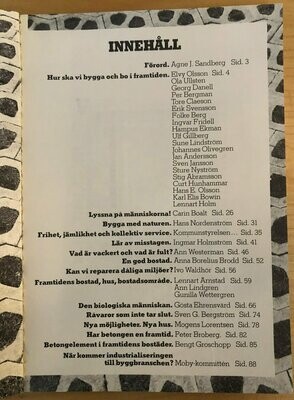 INNEHÅLL
Förord. Agne J. Sandberg Sid. 3
Hur ska vi bygga och bo i framtiden. Elvy Olsson Sid. 4
Ola Ullsten
Georg Danell
Per Bergman
Tore Claeson
Erik Svensson
Folke Berg
Ingvar Fridell
Hampus Ekman
Ulf Gillberg
Sune Lindström
Johannes Olivegren
Jan Andersson
Sven Jansson
Sture Nyström
Stig Abransson
Curt Hunhammar
Hans E. Olsson
Karl Elis Bowin
Lennart Holm
Lyssna på människorna! Carin Boalt Sid. 26
Bygga med naturen. Hans Nordenström Sid. 31
Frihet, jämlikhet och kollektiv service. Kommunstyrelsen... Sid. 35
Lär av misstagen. Ingmar Holmström Sid. 41
Vad är vackert och vad är fult? Ann Westerman Sid. 46
En god bostad. Anna Borelius Brodd Sid. 52
Kan vi reparera dåliga miljöer? Ivo Waldhör Sid. 56
Framtidens bostad, hus, bostadsområde. Lennart Arnstad Sid. 59
Ann Lindgren
Gunilla Wettergren
Den biologiska människan. Gösta Ehrensvärd Sid. 66
Råvaror som inte tar slut. Sven G. Bergström Sid. 74
Nya möjligheter. Nya hus. Mogens Lorentzen Sid. 78
Har betongen en framtid. Peter Broberg. Sid. 82
Betongelement i framtidens bostäder. Bengt Groschopp Sid. 85
När kommer industrialiseringen
till byggbranschen? Moby-kommittén Sid. 88